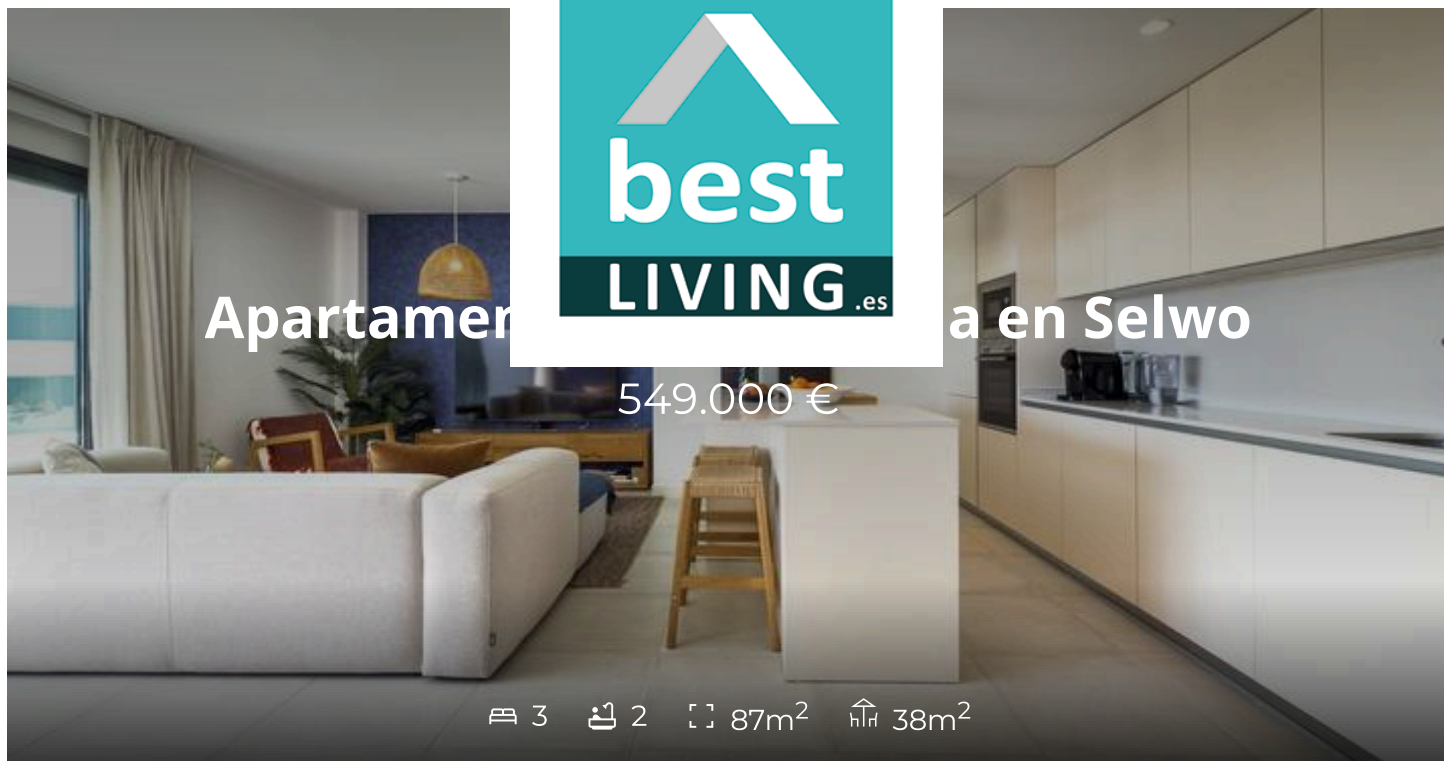 best
LIVING.es
Apartamen a en Selwo
549.000 €
3 2 87m² 38m²